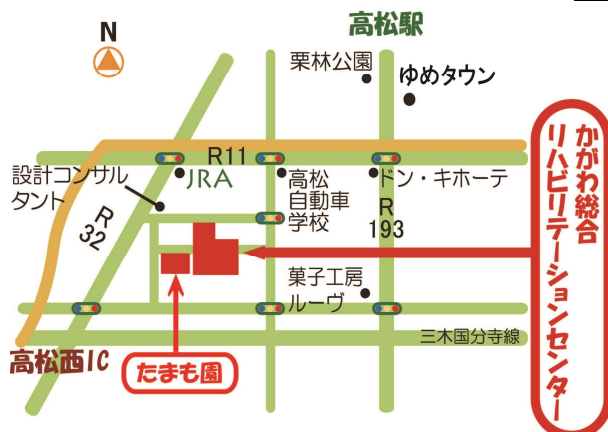 高松駅
N
栗林公園
ゆめタウン
R11
JRA
設計コンサル
タント
高松
自動車
学校
ドン・キホーテ
R
32
R
193
かがわ総合
リハビリテーションセンター
菓子工房
ルーヴ
三木国分寺線
高松西IC
たまも園